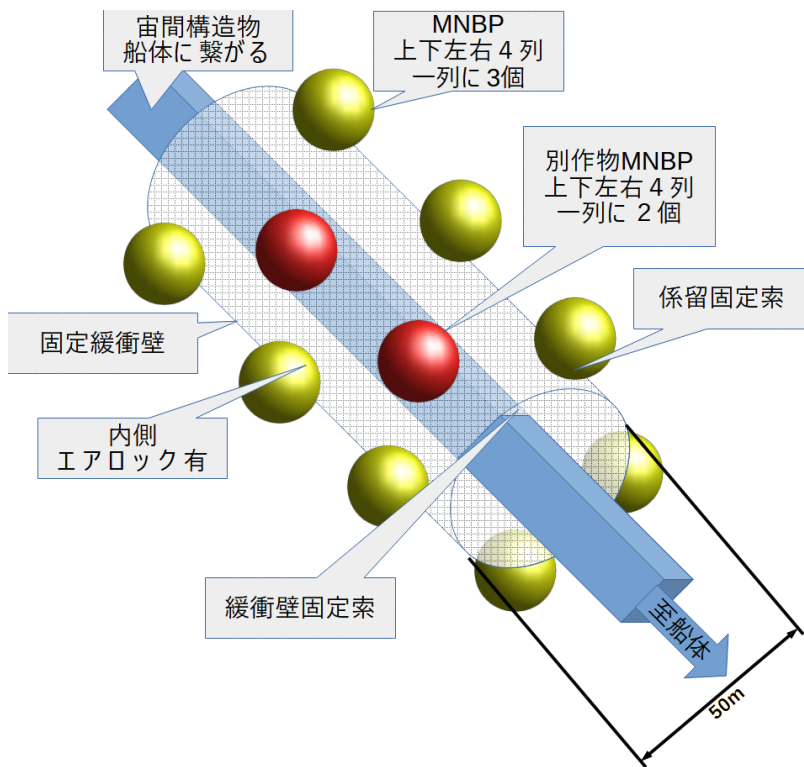 宙間構造物
船体に繋がる
MNBP
上下左右４列
一列に3個
別作物MNBP
上下左右４列
一列に２個
係留固定索
固定緩衝壁
内側
エアロック有
緩衝壁固定索
至船体
50m